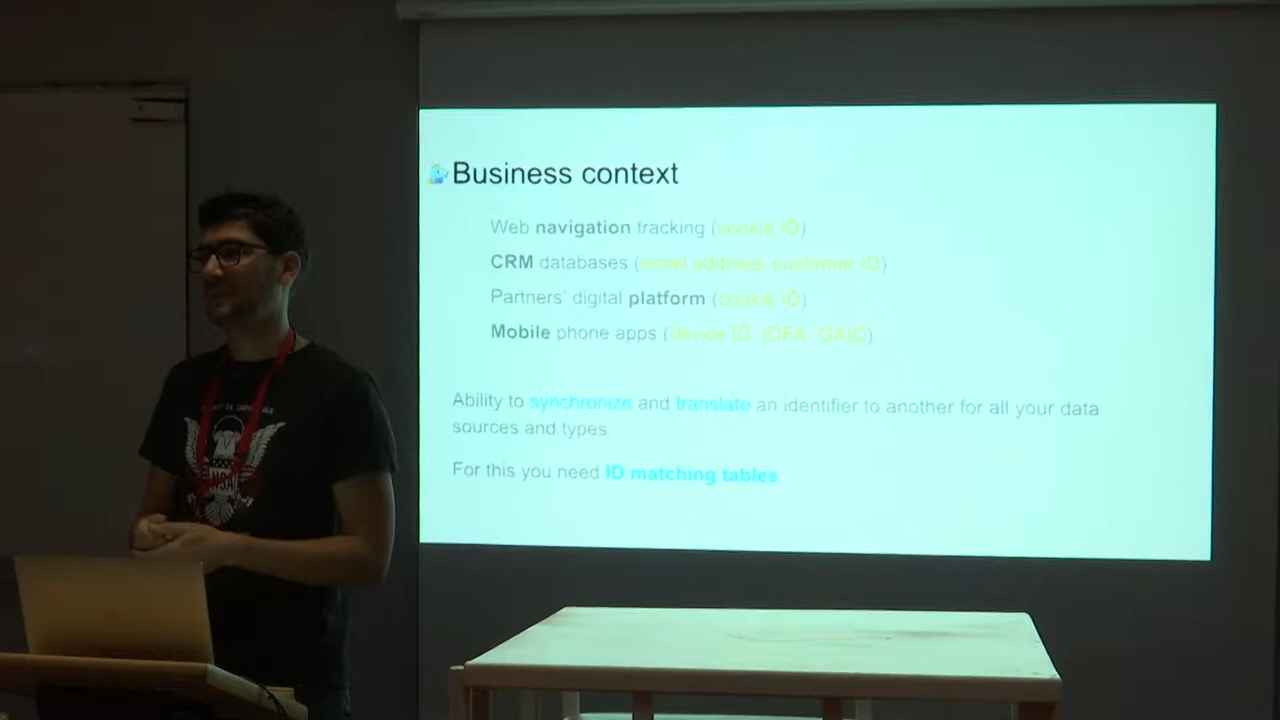 Business context
Web navigation tracking (cookie ID)
CRM databases (email address, customer ID)
Partners' digital platform (cookie ID)
Mobile phone apps (device ID, IDFA, GAID)
Ability to synchronize and translate an identifier to another for all your data
sources and types.
For this you need ID matching tables.